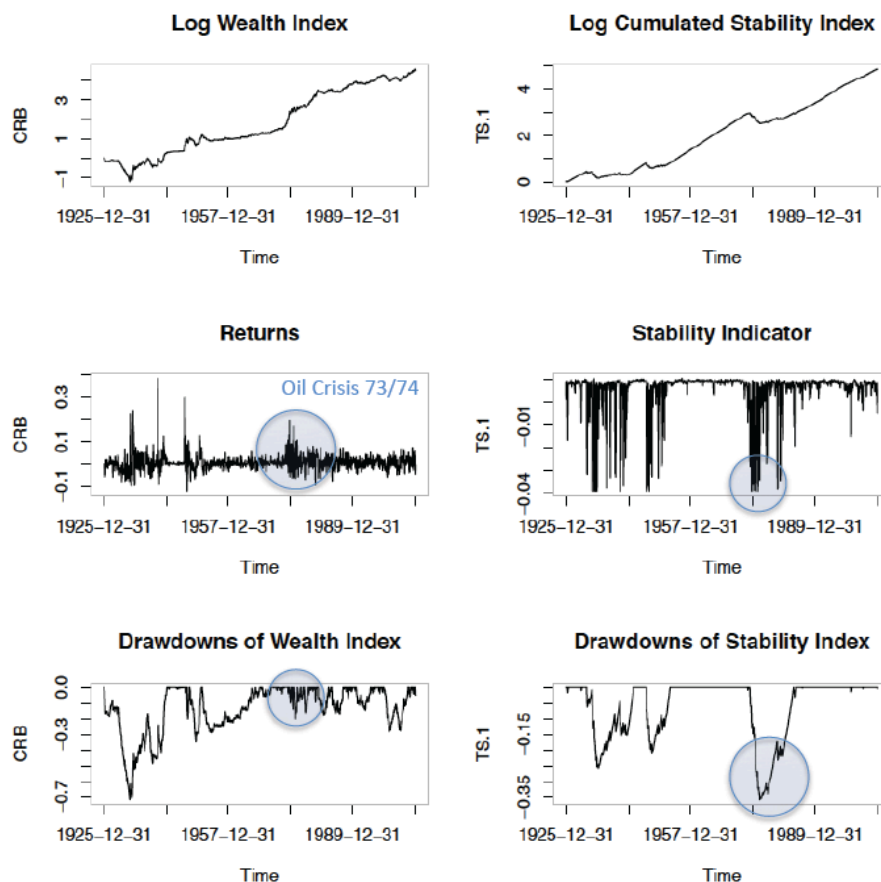 Log Wealth Index
CRB
3
1
−1
1925−12−31 1957−12−31 1989−12−31
Time
Log Cumulated Stability Index
TS.1
4
2
0
1925−12−31 1957−12−31 1989−12−31
Time
Returns
Oil Crisis 73/74
CRB
0.3
0.1
−0.1
1925−12−31 1957−12−31 1989−12−31
Time
Stability Indicator
TS.1
−0.01
−0.04
1925−12−31 1957−12−31 1989−12−31
Time
Drawdowns of Wealth Index
CRB
0.0
−0.3
−0.7
1925−12−31 1957−12−31 1989−12−31
Time
Drawdowns of Stability Index
TS.1
−0.15
−0.35
1925−12−31 1957−12−31 1989−12−31
Time